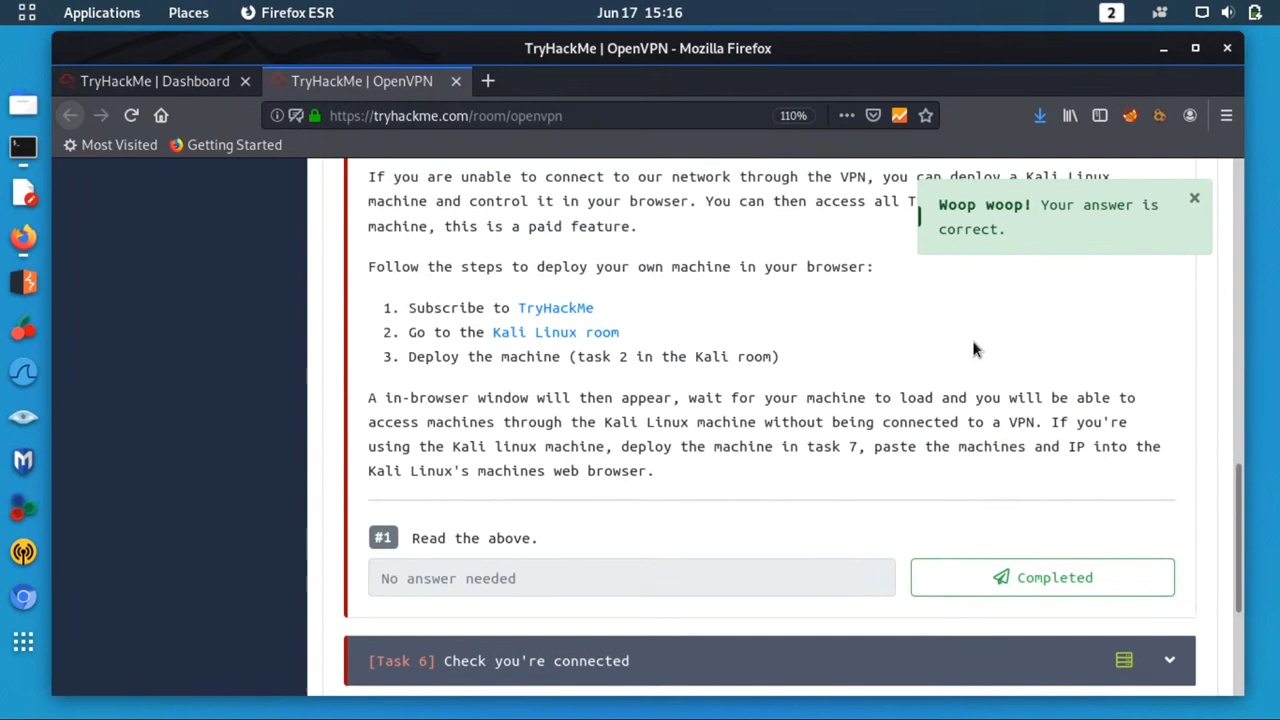 Applications Places Firefox ESR Jun 17 15:16 2
TryHackMe | OpenVPN - Mozilla Firefox
TryHackMe | Dashboard TryHackMe | OpenVPN
https://tryhackme.com/room/openvpn 110%
Most Visited Getting Started
If you are unable to connect to our network through the VPN, you can deploy a Kali Linux
machine and control it in your browser. You can then access all T
machine, this is a paid feature.
Woop woop! Your answer is
correct.
Follow the steps to deploy your own machine in your browser:
1. Subscribe to TryHackMe
2. Go to the Kali Linux room
3. Deploy the machine (task 2 in the Kali room)
A in-browser window will then appear, wait for your machine to load and you will be able to
access machines through the Kali Linux machine without being connected to a VPN. If you're
using the Kali linux machine, deploy the machine in task 7, paste the machines and IP into the
Kali Linux's machines web browser.
#1 Read the above.
No answer needed Completed
[Task 6] Check you're connected